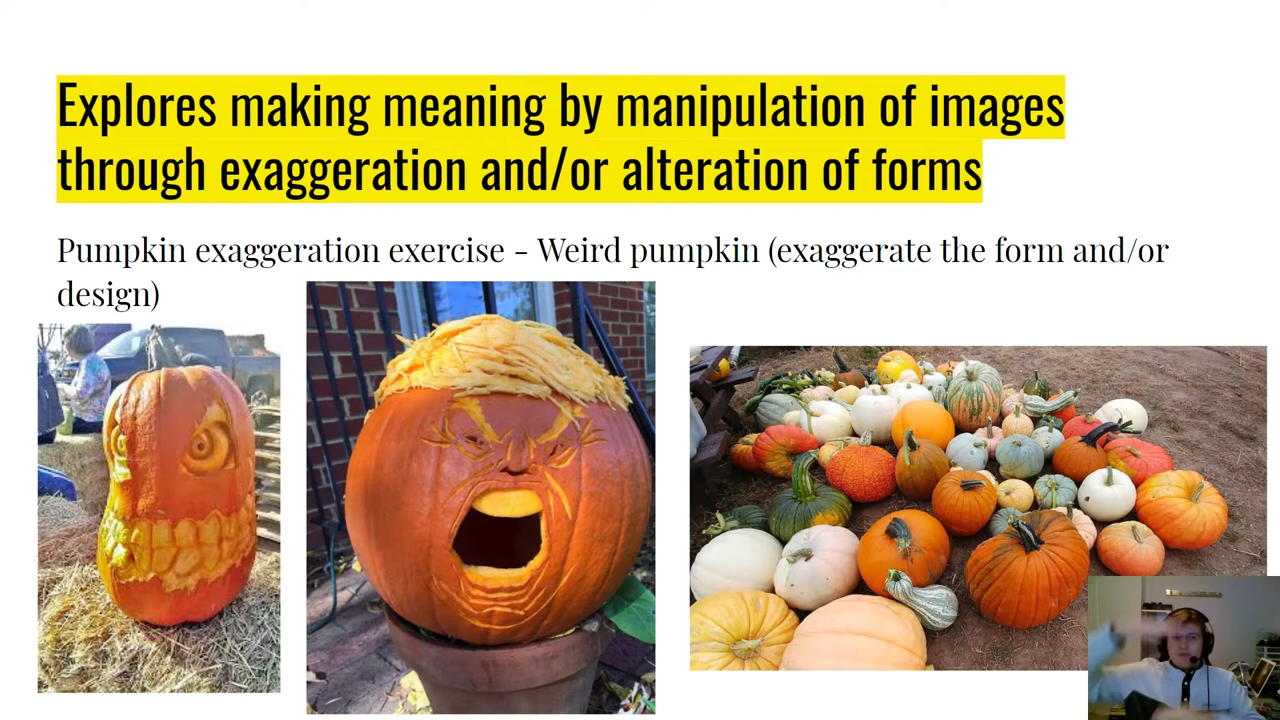 Explores making meaning by manipulation of images
through exaggeration and/or alteration of forms
Pumpkin exaggeration exercise - Weird pumpkin (exaggerate the form and/or
design)